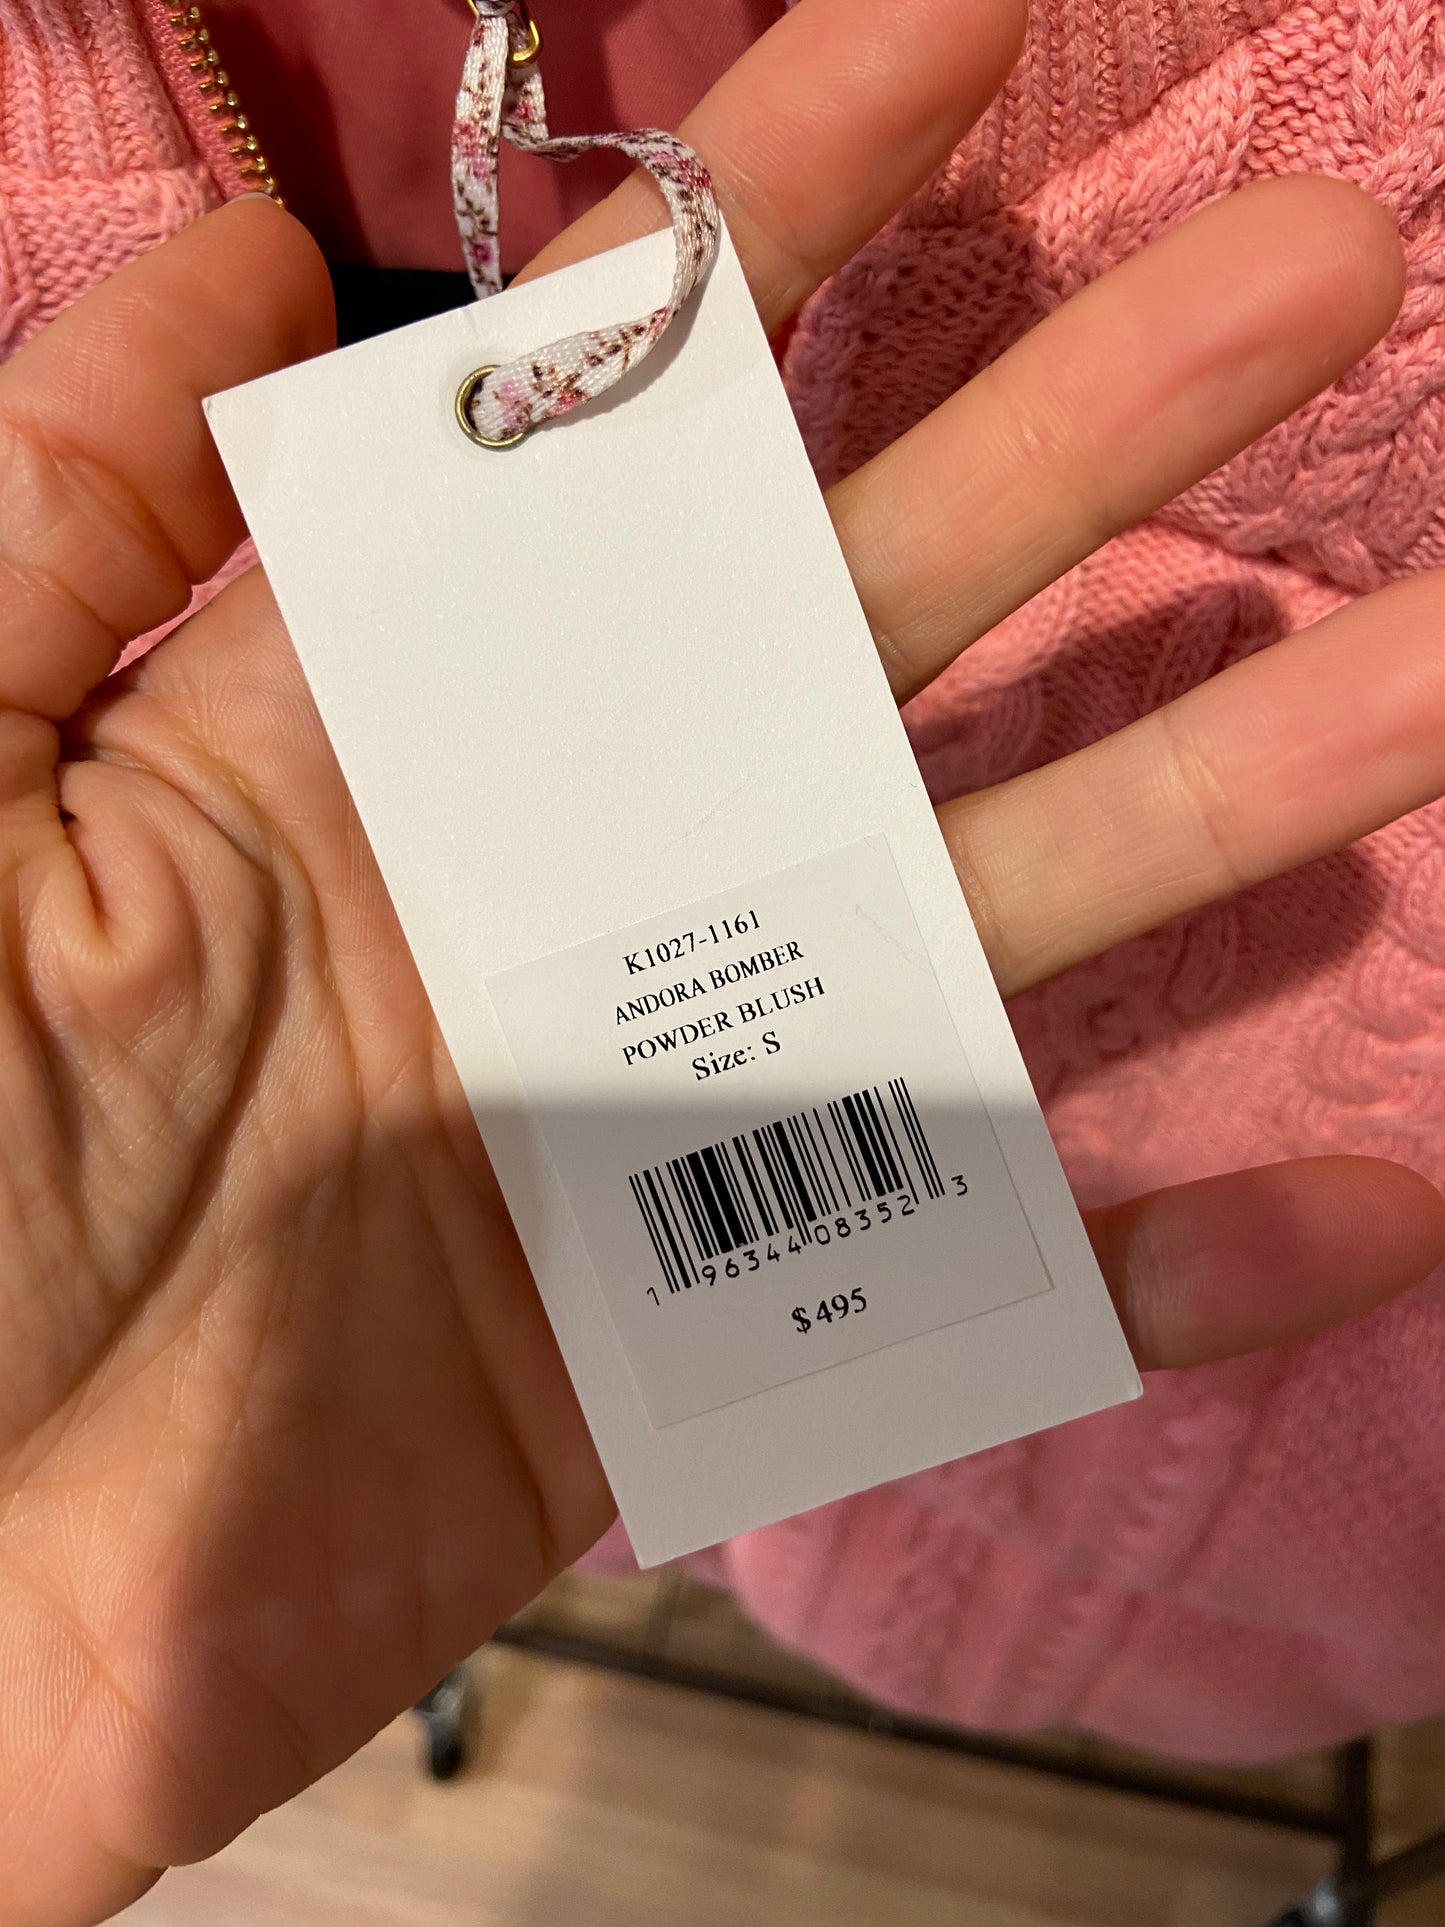 K1027-1161
ANDORA BOMBER
POWDER BLUSH
Size: S
1 96344 08352 3
$495